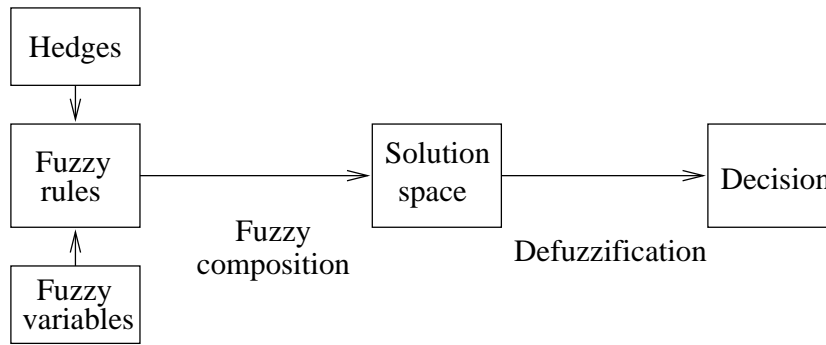 Hedges
Fuzzy
rules
Fuzzy
variables
Fuzzy
composition
Solution
space
Defuzzification
Decision